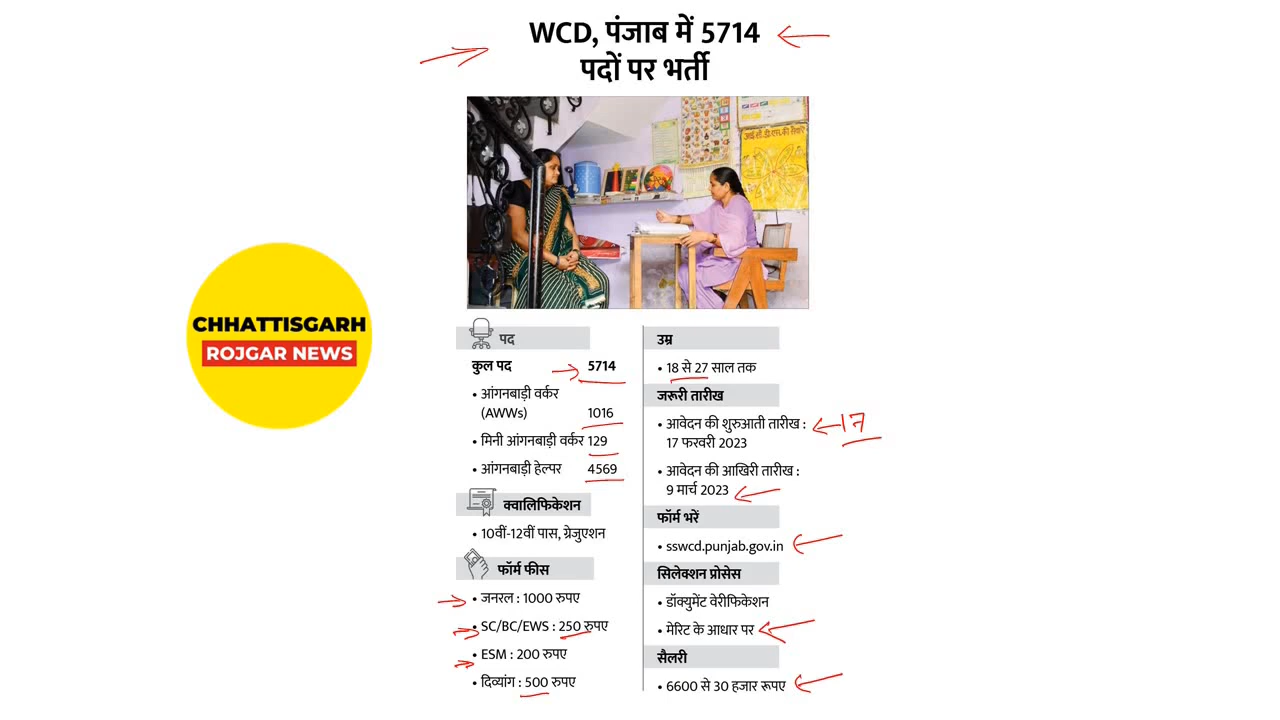 WCD, पंजाब में 5714
पदों पर भर्ती
आई.सी.डी.एस.की सेवाएँ
CHHATTISGARH
ROJGAR NEWS
पद
कुल पद 5714
• आंगनबाड़ी वर्कर
(AWWs) 1016
• मिनी आंगनबाड़ी वर्कर 129
• आंगनबाड़ी हेल्पर 4569
क्वालिफिकेशन
• 10वीं-12वीं पास, ग्रेजुएशन
फॉर्म फीस
• जनरल : 1000 रुपए
• SC/BC/EWS : 250 रुपए
• ESM : 200 रुपए
• दिव्यांग : 500 रुपए
उम्र
• 18 से 27 साल तक
जरूरी तारीख
• आवेदन की शुरुआती तारीख :
17 फरवरी 2023
17
• आवेदन की आखिरी तारीख :
9 मार्च 2023
फॉर्म भरें
• sswcd.punjab.gov.in
सिलेक्शन प्रोसेस
• डॉक्युमेंट वेरीफिकेशन
• मेरिट के आधार पर
सैलरी
• 6600 से 30 हजार रूपए